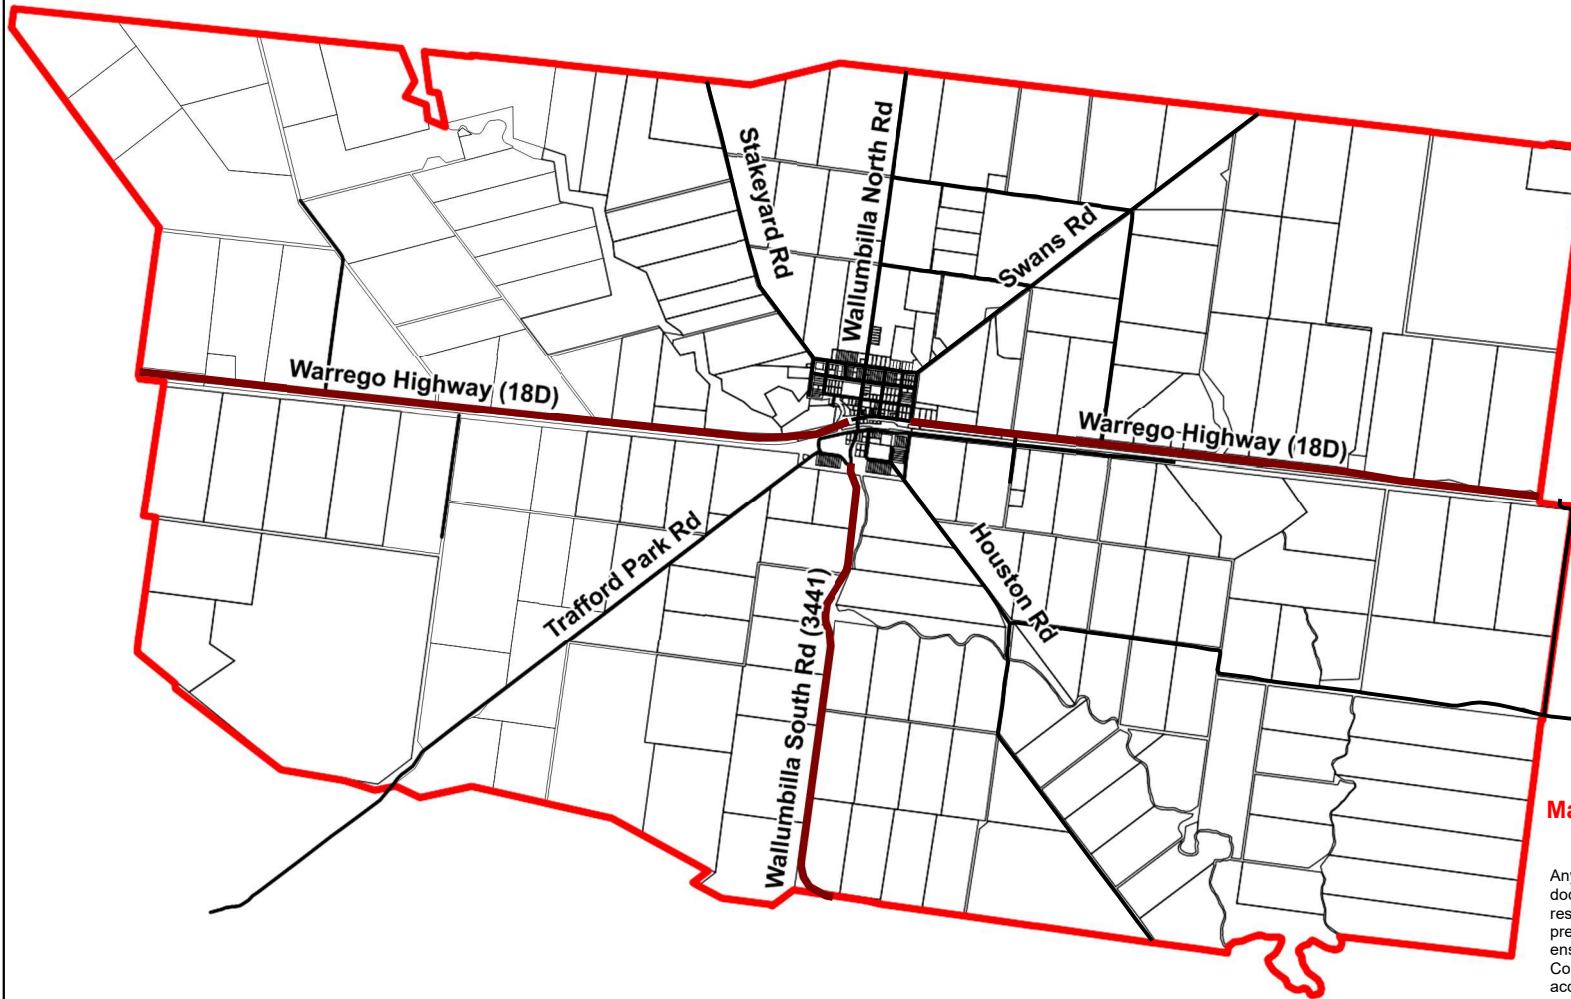 Stakeyard Rd
Wallumbilla North Rd
Swans Rd
Warrego Highway (18D)
Warrego Highway (18D)
Trafford Park Rd
Houston Rd
Wallumbilla South Rd (3441)